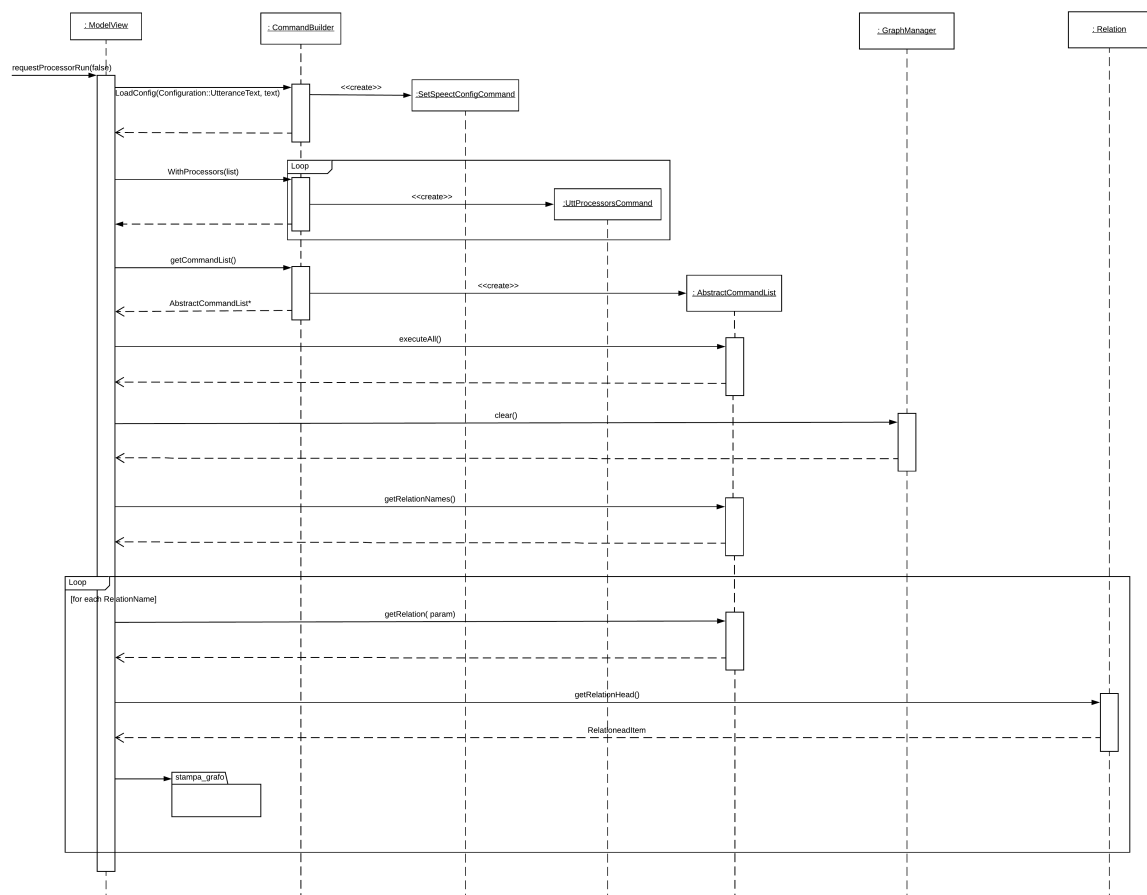 : ModelView
: CommandBuilder
: GraphManager
: Relation
requestProcessorRun(false)
LoadConfig(Configuration::UtteranceText, text)
<<create>>
:SetSpeectConfigCommand
Loop
WithProcessors(list)
<<create>>
:UttProcessorsCommand
getCommandList()
<<create>>
: AbstractCommandList
AbstractCommandList*
executeAll()
clear()
getRelationNames()
Loop
[for each RelationName]
getRelation( param)
getRelationHead()
RelationeadItem
stampa_grafo